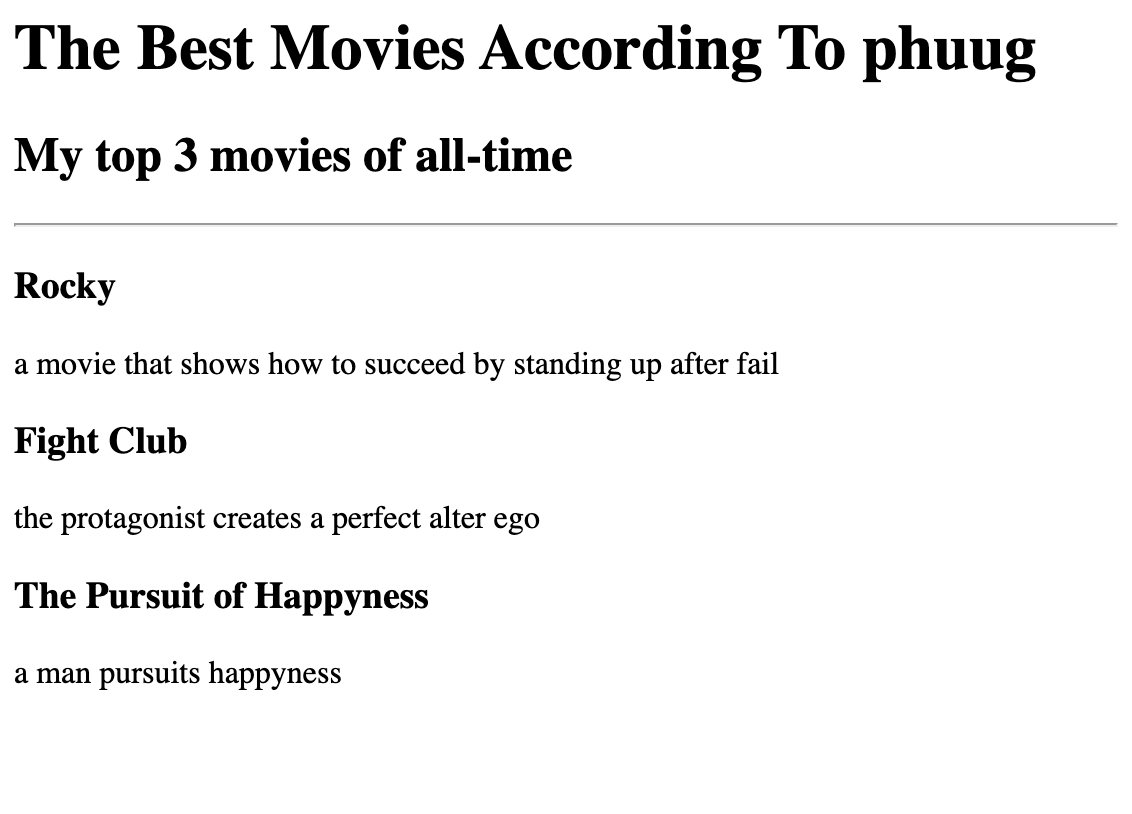 The Best Movies According To phuug
My top 3 movies of all-time
Rocky
a movie that shows how to succeed by standing up after fail
Fight Club
the protagonist creates a perfect alter ego
The Pursuit of Happyness
a man pursuits happyness